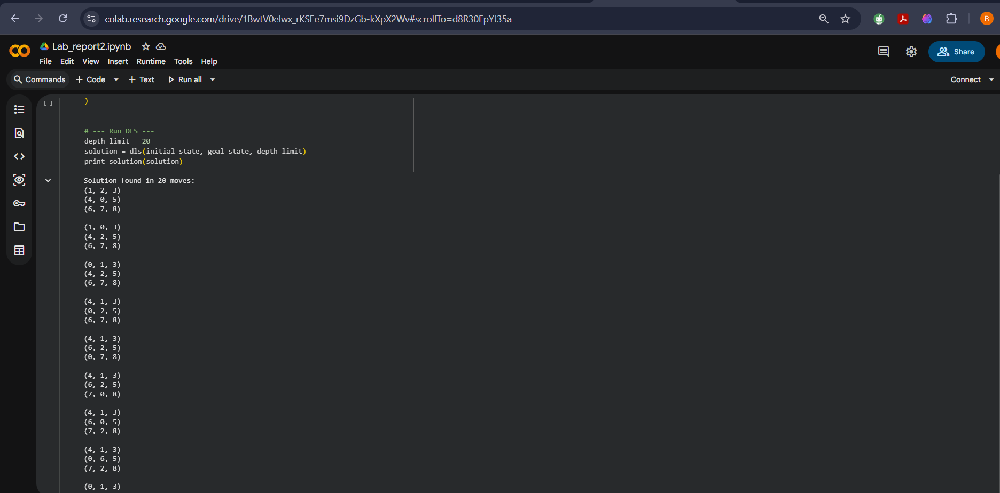 colab.research.google.com/drive/1BwtV0eIwx_rKSEe7msi9DzGb-kXpX2Wv#scrollTo=d8R30FpYJ35a
R
Lab_report2.ipynb
File Edit View Insert Runtime Tools Help
Share
Commands + Code + Text Run all
Connect
[ ]
)
# --- Run DLS ---
depth_limit = 20
solution = dls(initial_state, goal_state, depth_limit)
print_solution(solution)
Solution found in 20 moves:
(1, 2, 3)
(4, 0, 5)
(6, 7, 8)
(1, 0, 3)
(4, 2, 5)
(6, 7, 8)
(0, 1, 3)
(4, 2, 5)
(6, 7, 8)
(4, 1, 3)
(0, 2, 5)
(6, 7, 8)
(4, 1, 3)
(6, 2, 5)
(0, 7, 8)
(4, 1, 3)
(6, 2, 5)
(7, 0, 8)
(4, 1, 3)
(6, 0, 5)
(7, 2, 8)
(4, 1, 3)
(0, 6, 5)
(7, 2, 8)
(0, 1, 3)